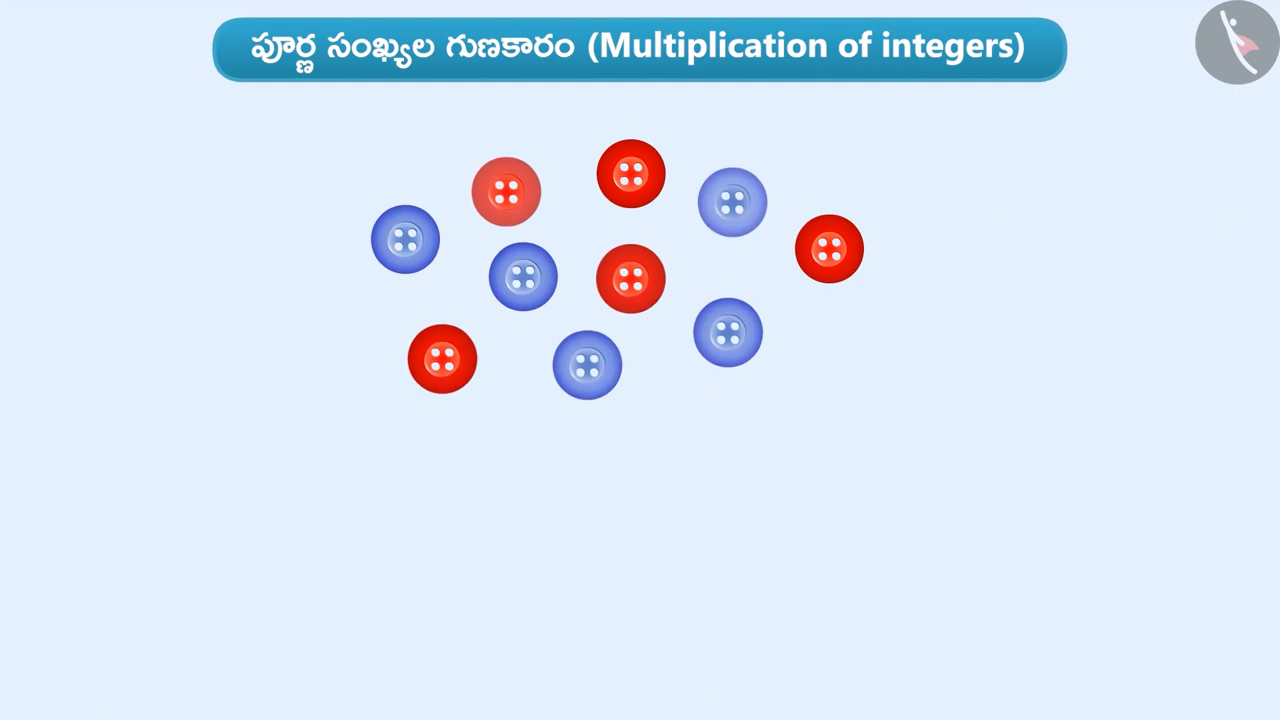 పూర్ణ సంఖ్యల గుణకారం (Multiplication of integers)